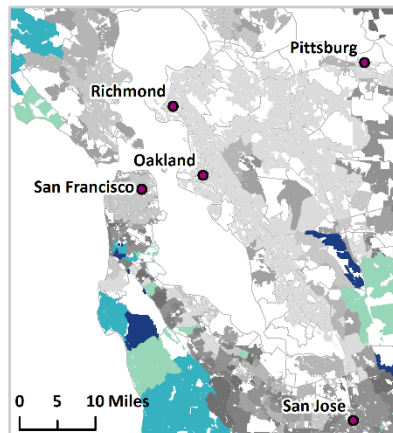 Pittsburg
Richmond
Oakland
San Francisco
0 5 10 Miles
San Jose